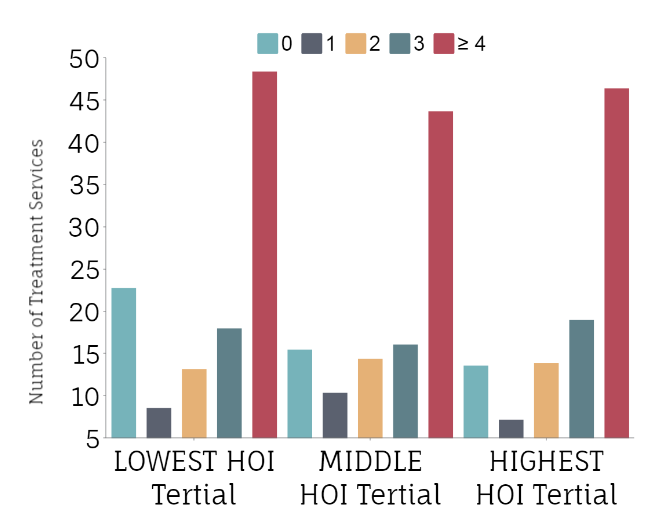 0 1 2 3 ≥ 4
Number of Treatment Services
50
45
40
35
30
25
20
15
10
5
LOWEST HOI
Tertial
MIDDLE
HOI Tertial
HIGHEST
HOI Tertial